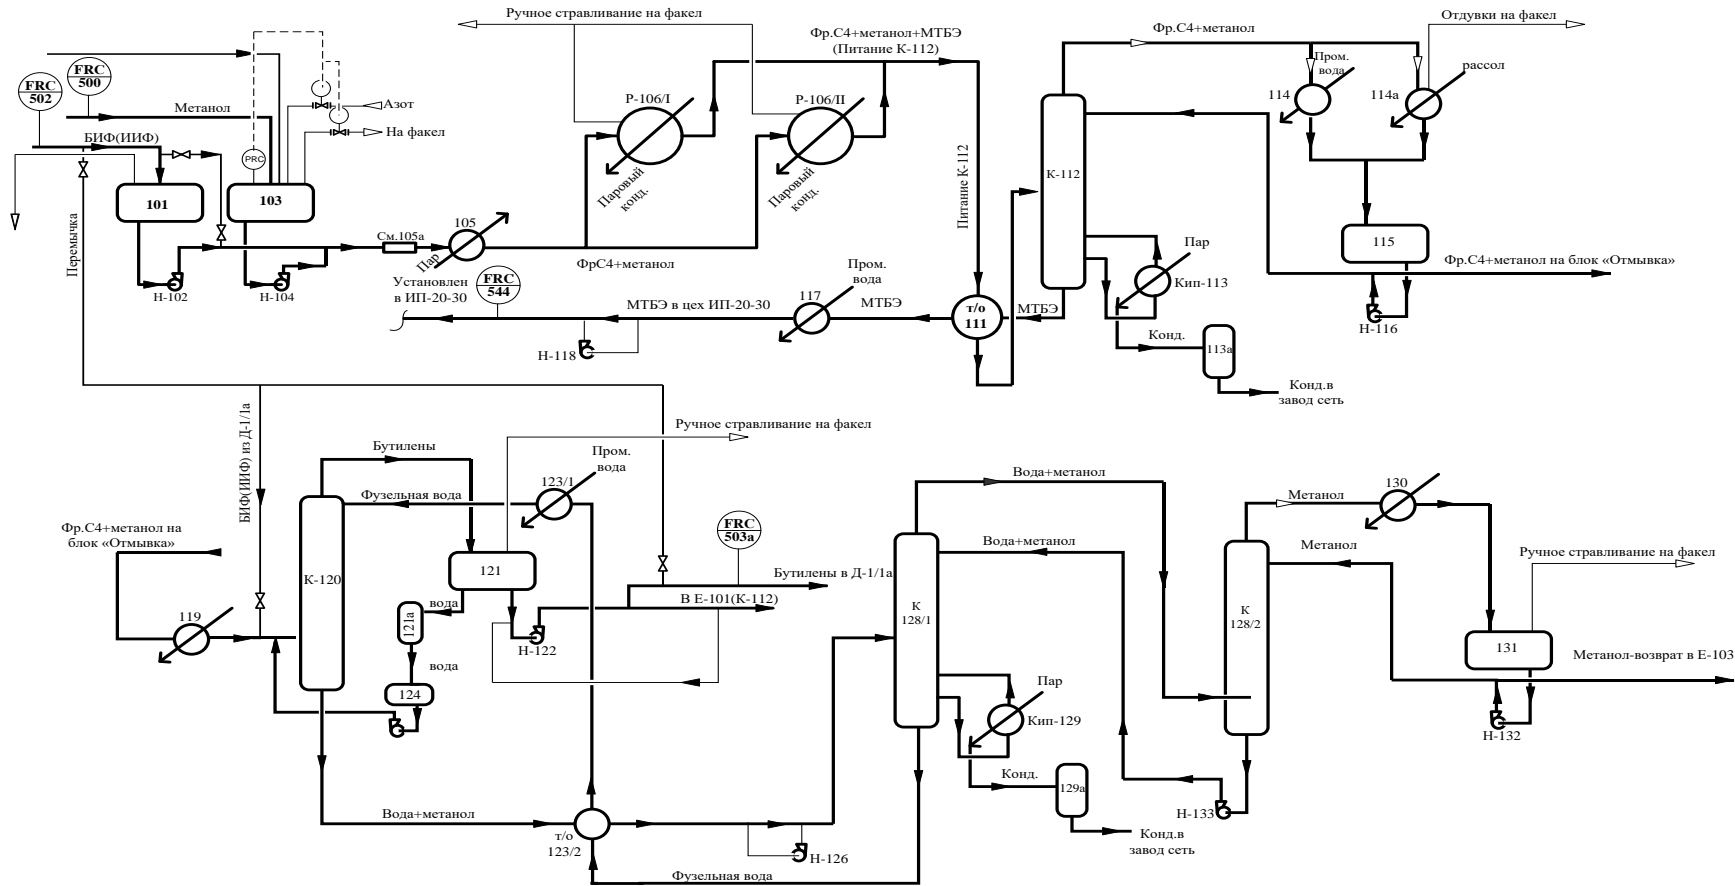 Ручное стравливание на факел
Фр.С4+метанол+МТБЭ
(Питание К-112)
Фр.С4+метанол
Отдувки на факел
FRC
500
FRC
502
Метанол
Азот
На факел
БИФ(ИИФ)
PRC
101
103
Р-106/I
Р-106/II
Паровый
конд.
Паровый
конд.
Пром.
вода
114
114а
рассол
К-112
115
Перемычка
Н-102
Н-104
См.105а
105
Пар
ФрС4+метанол
Питание К-112
Пар
Кип-113
Фр.С4+метанол на блок «Отмывка»
Н-116
Установлен
в ИП-20-30
FRC
544
МТБЭ в цех ИП-20-30
Н-118
Пром.
вода
117
МТБЭ
т/о
111
МТБЭ
Конд.
113а
Конд.в
завод сеть
БИФ(ИИФ) из Д-1/1а
Бутилены
Ручное стравливание на факел
Пром.
вода
123/1
Фузельная вода
Фр.С4+метанол на
блок «Отмывка»
К-120
121
FRC
503а
Бутилены в Д-1/1а
В Е-101(К-112)
119
вода
121а
вода
124
Н-122
Вода+метанол
т/о
123/2
Н-126
Фузельная вода
Вода+метанол
К
128/1
Вода+метанол
Пар
Кип-129
Конд.
129а
Конд.в
завод сеть
К
128/2
Н-133
Метанол
130
Метанол
Ручное стравливание на факел
131
Метанол-возврат в Е-103
Н-132